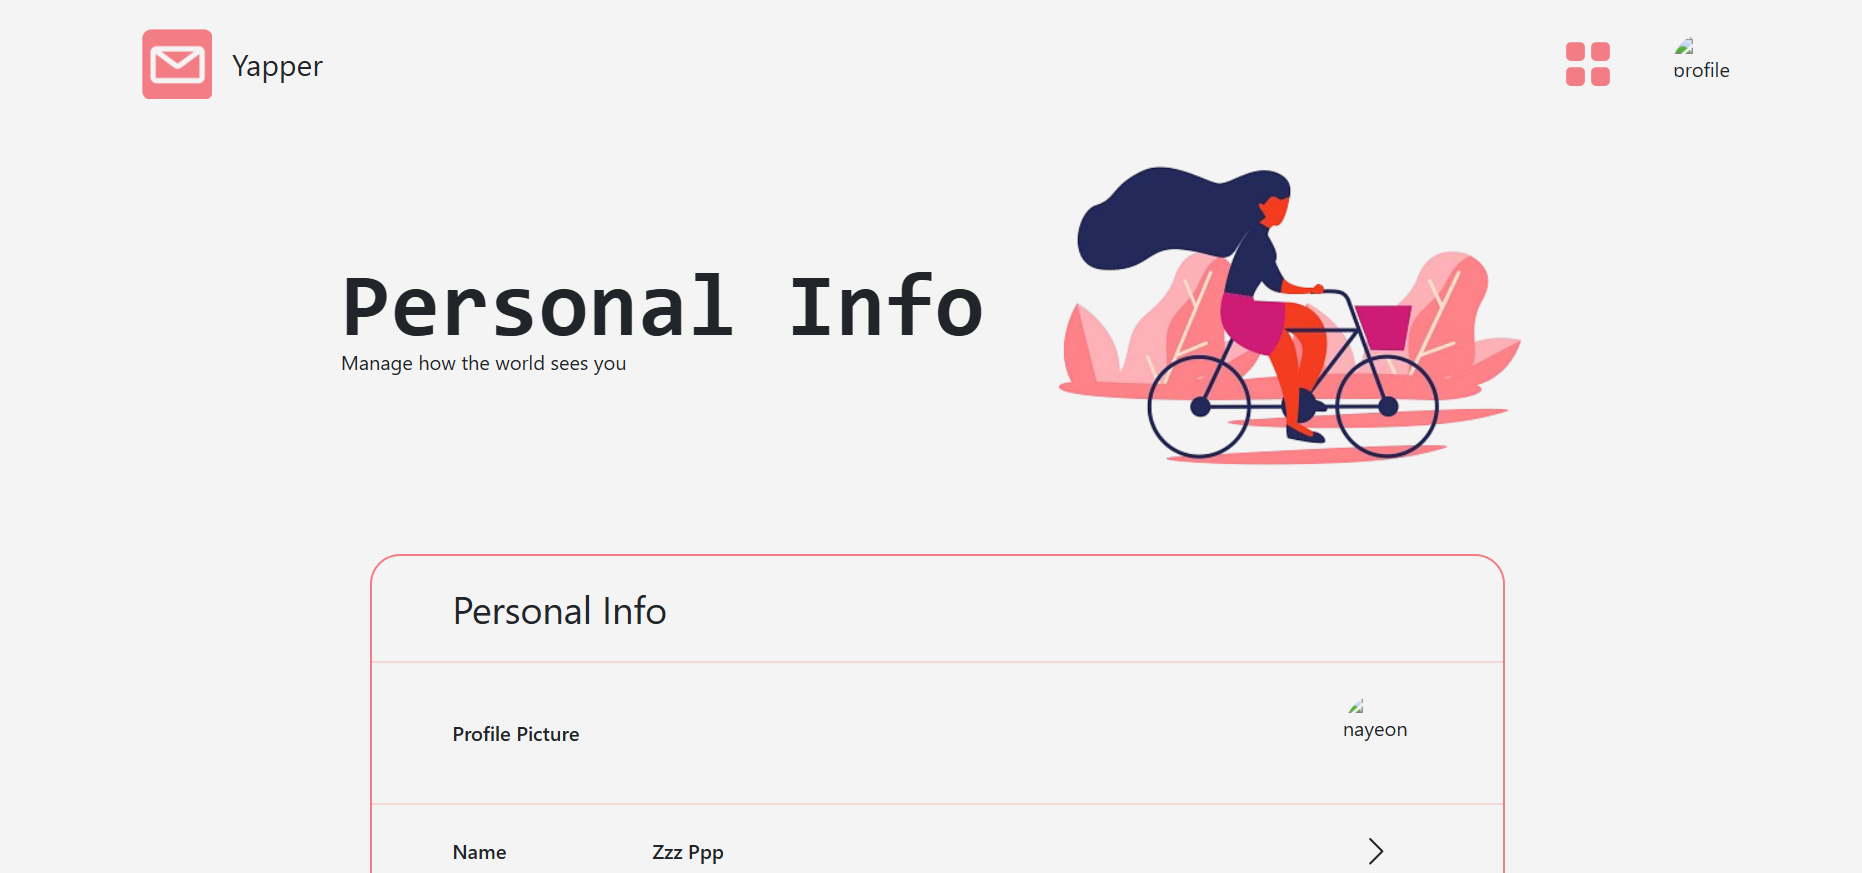 Yapper
profile
Personal Info
Manage how the world sees you
Personal Info
Profile Picture
nayeon
Name
Zzz Ppp